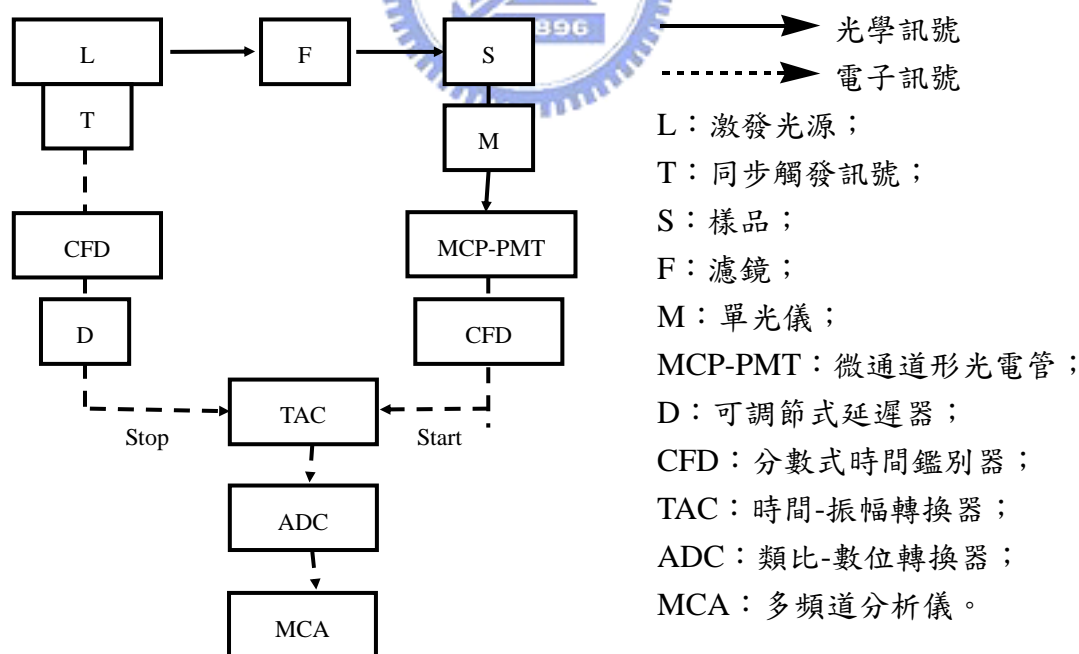 896
L
F
S
T
M
CFD
MCP-PMT
D
CFD
TAC
Stop
Start
ADC
MCA
光學訊號
電子訊號
L：激發光源；
T：同步觸發訊號；
S：樣品；
F：濾鏡；
M：單光儀；
MCP-PMT：微通道形光電管；
D：可調節式延遲器；
CFD：分數式時間鑑別器；
TAC：時間-振幅轉換器；
ADC：類比-數位轉換器；
MCA：多頻道分析儀。